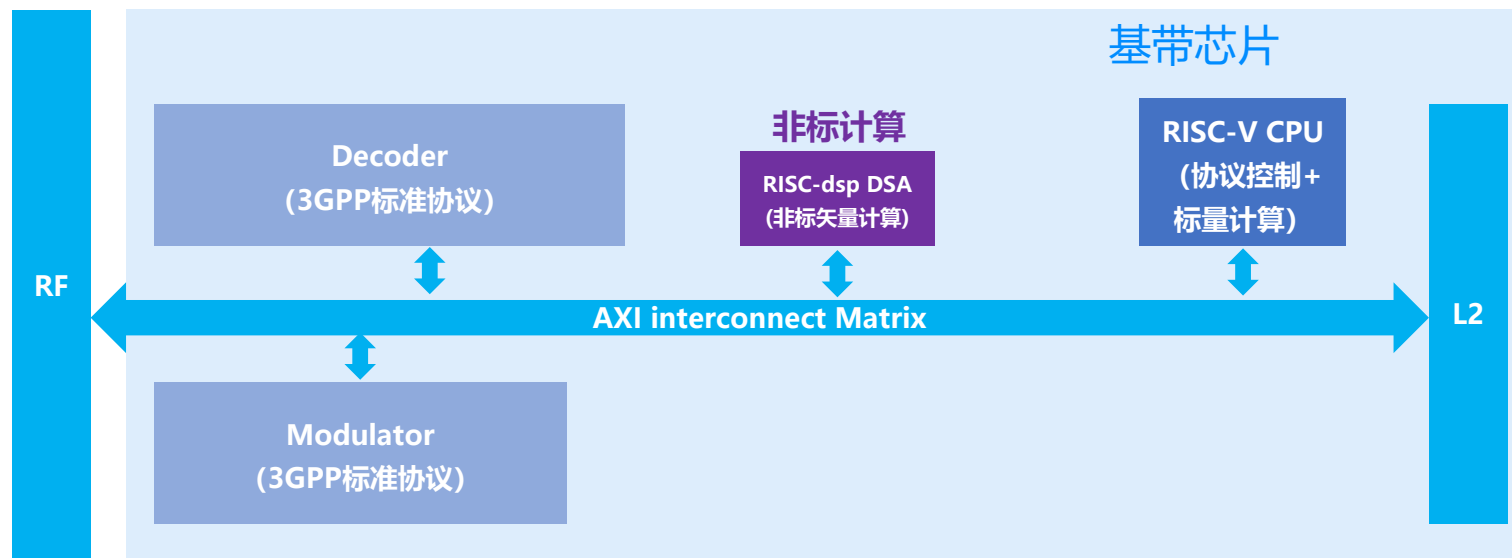 基带芯片
RF
Decoder
(3GPP标准协议)
非标计算
RISC-dsp DSA
(非标矢量计算)
RISC-V CPU
(协议控制+
标量计算)
AXI interconnect Matrix
L2
Modulator
(3GPP标准协议)